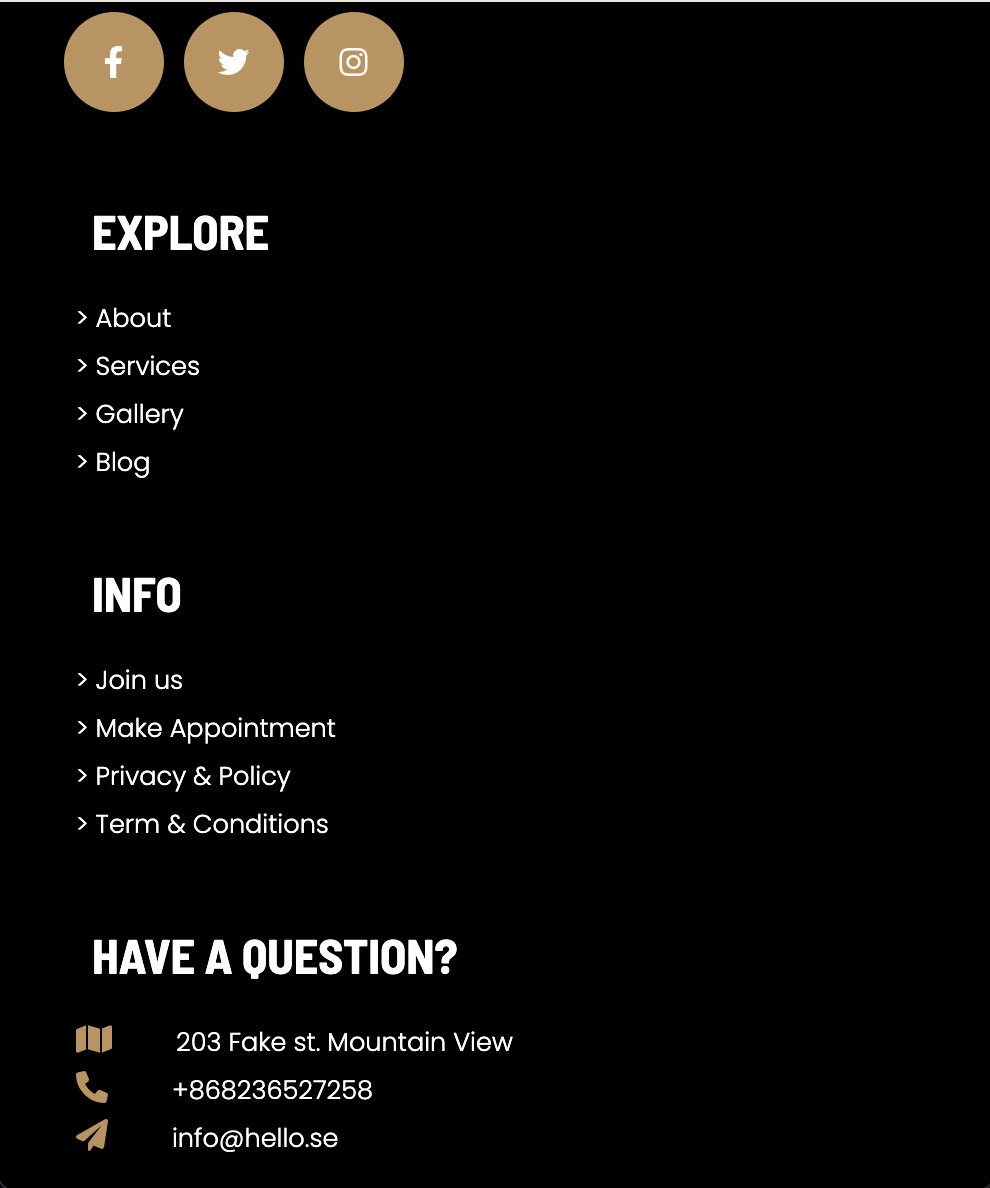 EXPLORE
> About
> Services
> Gallery
> Blog
INFO
> Join us
> Make Appointment
> Privacy & Policy
> Term & Conditions
HAVE A QUESTION?
203 Fake st. Mountain View
+868236527258
info@hello.se